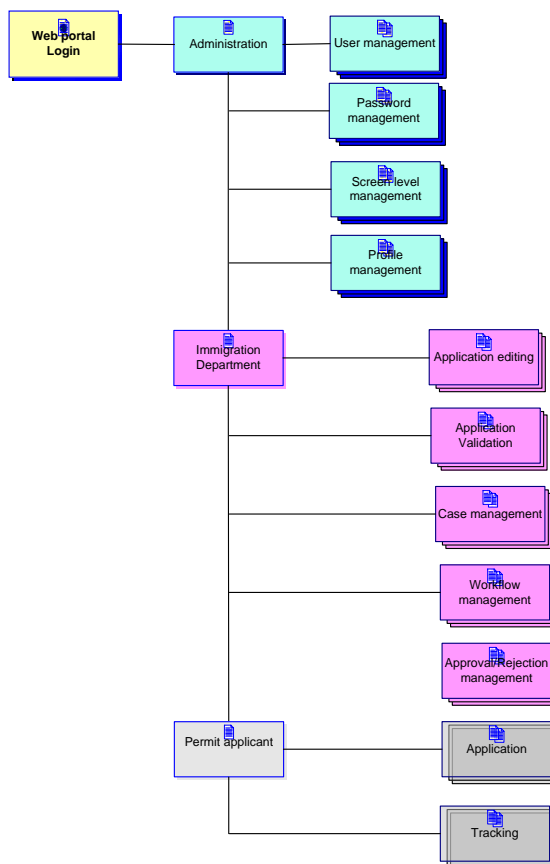 Web portal
Login
Administration
User management
Password
management
Screen level
management
Profile
management
Immigration
Department
Application editing
Application
Validation
Case management
Workflow
management
Approval/Rejection
management
Permit applicant
Application
Tracking